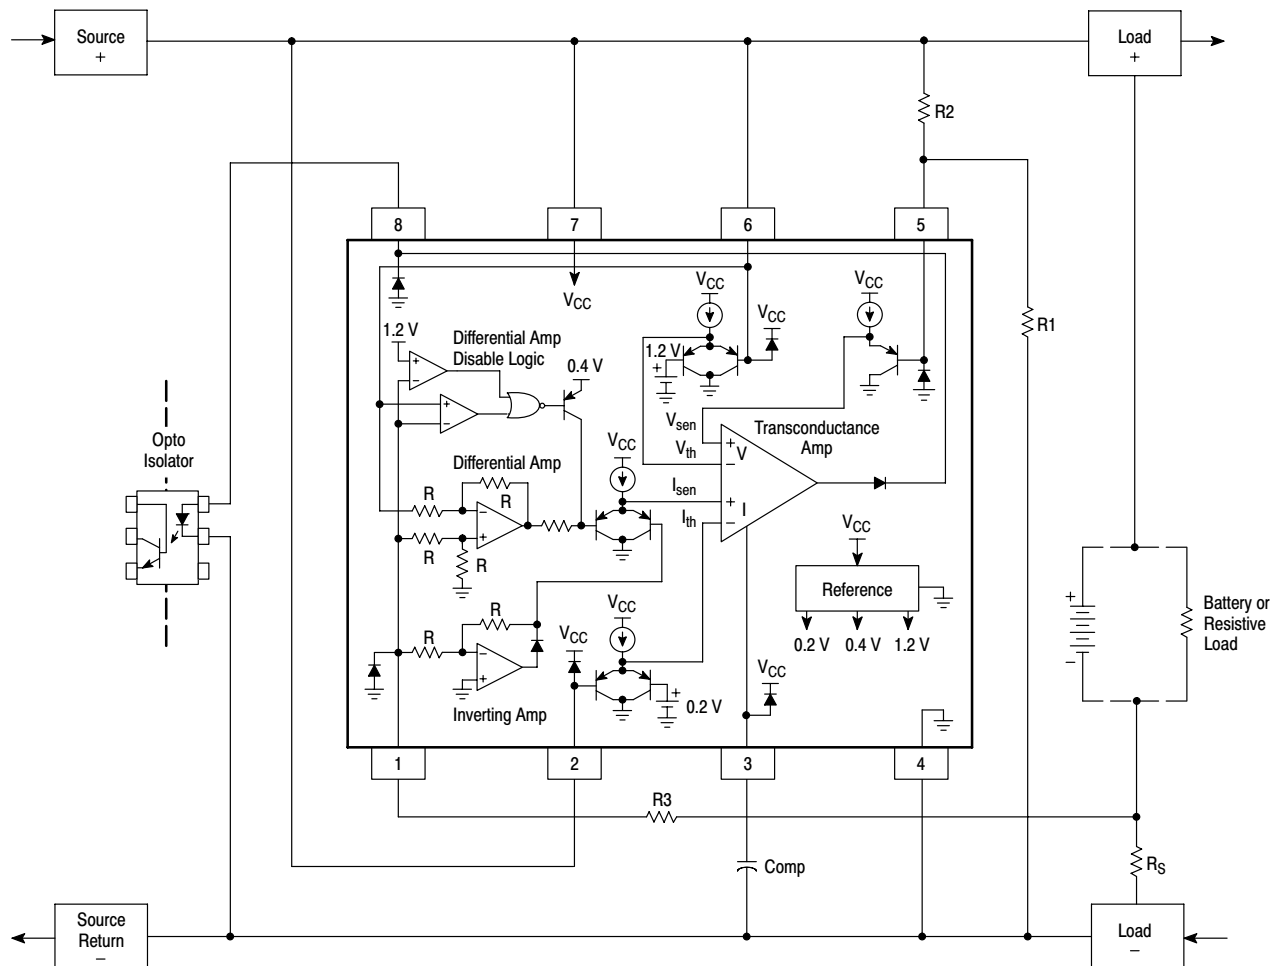 Source
+
Load
+
R2
8
7
6
5
VCC
1.2 V
Differential Amp
Disable Logic
0.4 V
+
−
+
−
VCC
1.2 V
+
VCC
VCC
R1
Opto
Isolator
Vsen
Vth
Isen
Ith
+
V
−
+
I
−
Transconductance
Amp
Differential Amp
VCC
R
R
−
+
R
R
VCC
Reference
0.2 V
0.4 V
1.2 V
+
−
Battery or
Resistive
Load
R
R
−
+
Inverting Amp
VCC
VCC
+
0.2 V
VCC
1
2
3
4
R3
RS
Comp
Source
Return
−
Load
−